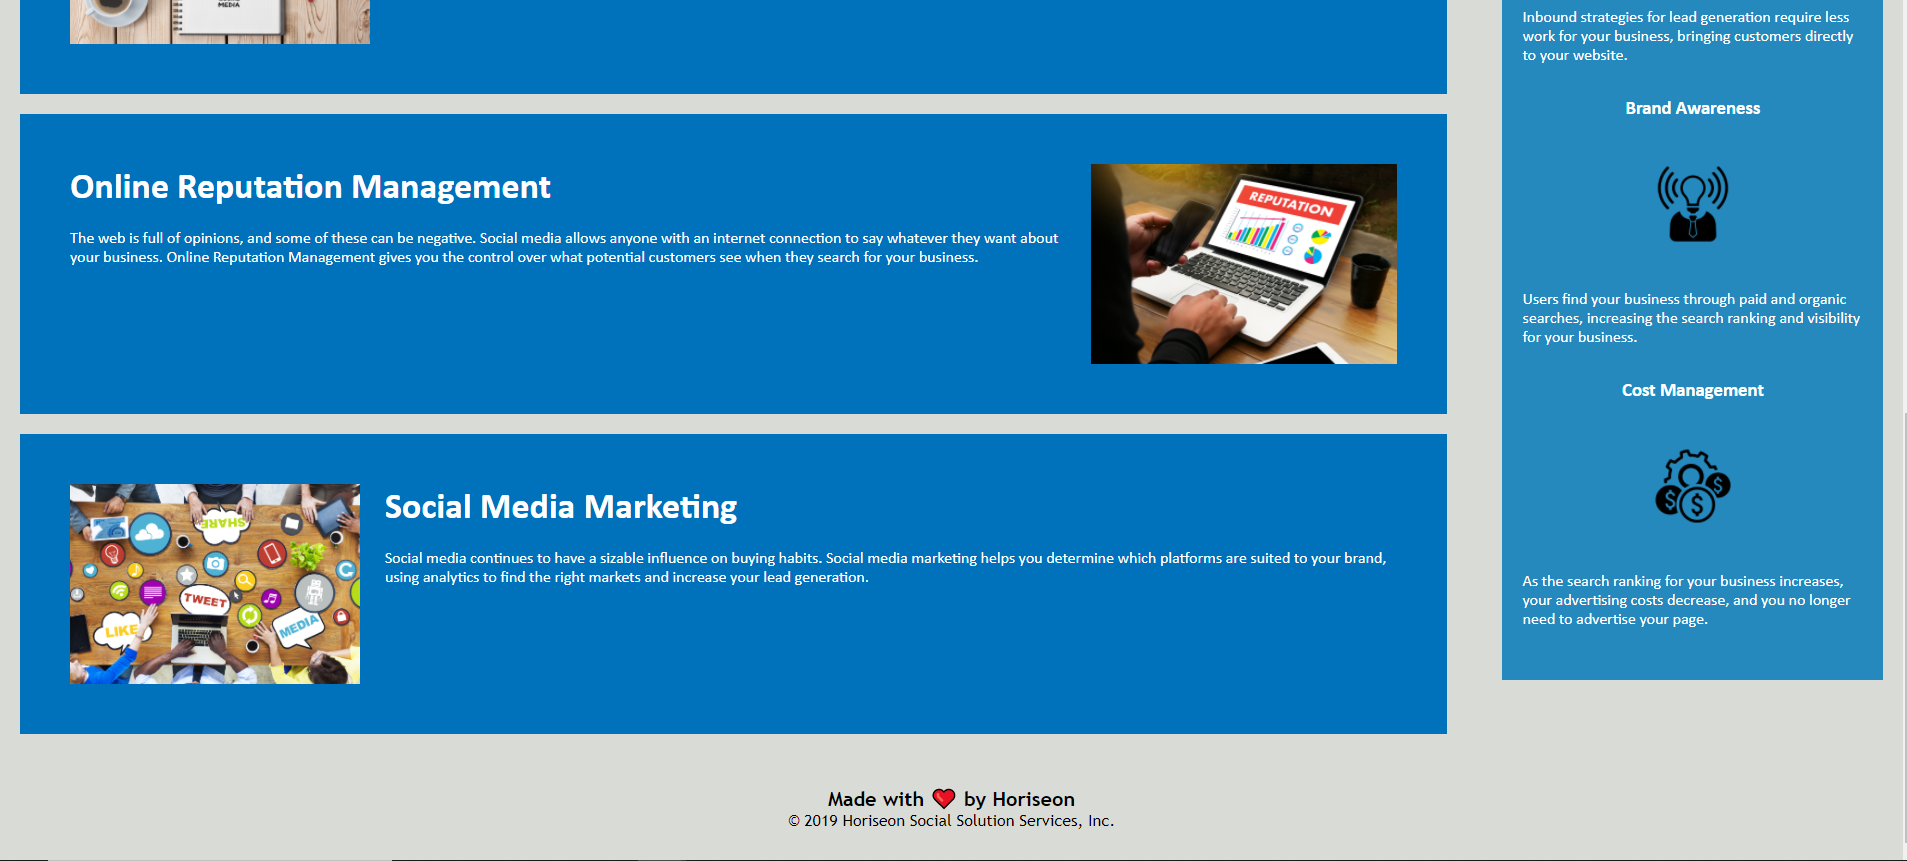 MEDIA
Online Reputation Management
The web is full of opinions, and some of these can be negative. Social media allows anyone with an internet connection to say whatever they want about
your business. Online Reputation Management gives you the control over what potential customers see when they search for your business.
REPUTATION
SHARE
TWEET
LIKE
MEDIA
Social Media Marketing
Social media continues to have a sizable influence on buying habits. Social media marketing helps you determine which platforms are suited to your brand,
using analytics to find the right markets and increase your lead generation.
Inbound strategies for lead generation require less
work for your business, bringing customers directly
to your website.
Brand Awareness
Users find your business through paid and organic
searches, increasing the search ranking and visibility
for your business.
Cost Management
$ $
$
As the search ranking for your business increases,
your advertising costs decrease, and you no longer
need to advertise your page.
Made with ❤️ by Horiseon
© 2019 Horiseon Social Solution Services, Inc.